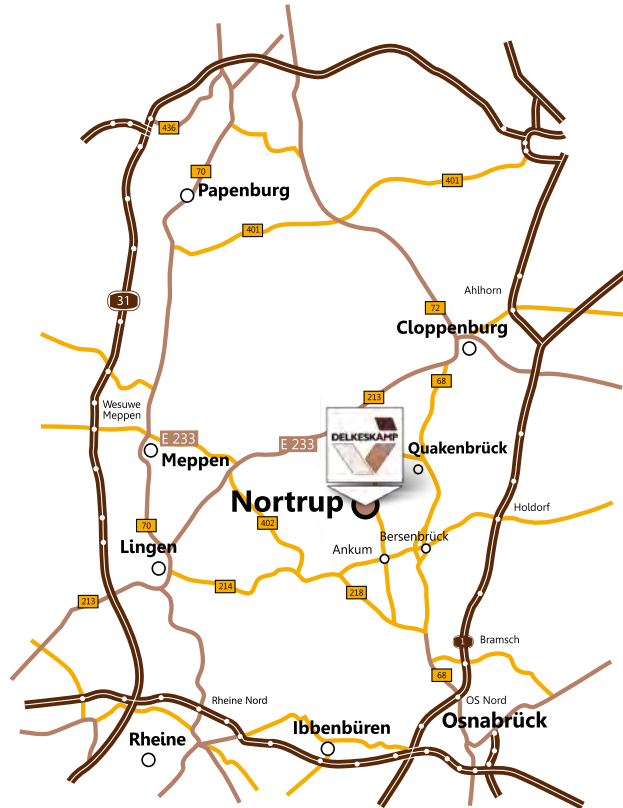 436
70
Papenburg
401
401
Ahlhorn
31
72
Cloppenburg
68
213
Wesuwe
Meppen
DELKESKAMP
E 233
E 233
Quakenbrück
Meppen
Nortrup
Holdorf
402
70
Bersenbrück
Lingen
Ankum
214
218
213
1
Bramsch
68
Rheine Nord
OS Nord
Osnabrück
Ibbenbüren
Rheine